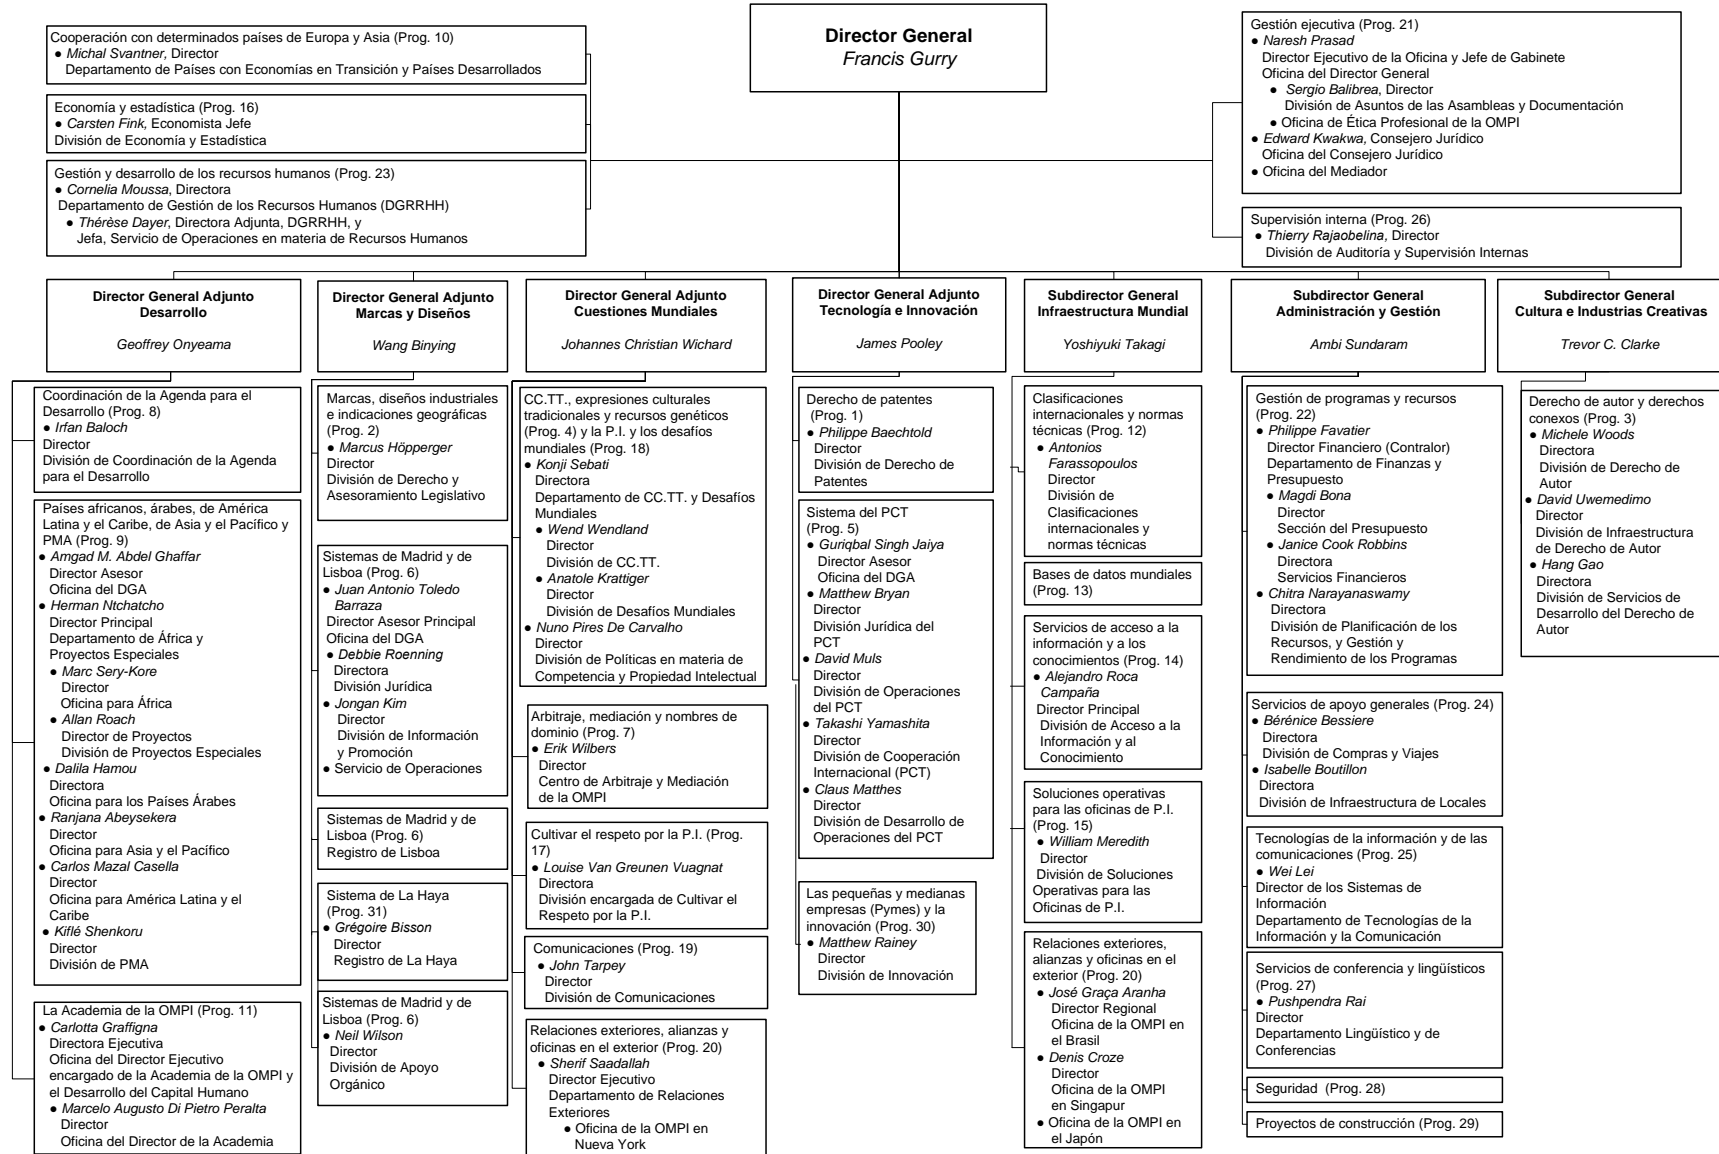 Director General
Francis Gurry
Cooperación con determinados países de Europa y Asia (Prog. 10)
● Michal Svantner, Director
Departamento de Países con Economías en Transición y Países Desarrollados
Economía y estadística (Prog. 16)
● Carsten Fink, Economista Jefe
División de Economía y Estadística
Gestión y desarrollo de los recursos humanos (Prog. 23)
● Cornelia Moussa, Directora
Departamento de Gestión de los Recursos Humanos (DGRRHH)
● Thérèse Dayer, Directora Adjunta, DGRRHH, y
Jefa, Servicio de Operaciones en materia de Recursos Humanos
Gestión ejecutiva (Prog. 21)
● Naresh Prasad
Director Ejecutivo de la Oficina y Jefe de Gabinete
Oficina del Director General
● Sergio Balibrea, Director
División de Asuntos de las Asambleas y Documentación
● Oficina de Ética Profesional de la OMPI
● Edward Kwakwa, Consejero Jurídico
Oficina del Consejero Jurídico
● Oficina del Mediador
Supervisión interna (Prog. 26)
● Thierry Rajaobelina, Director
División de Auditoría y Supervisión Internas
Director General Adjunto
Desarrollo
Geoffrey Onyeama
Coordinación de la Agenda para el
Desarrollo (Prog. 8)
● Irfan Baloch
Director
División de Coordinación de la Agenda
para el Desarrollo
Países africanos, árabes, de América
Latina y el Caribe, de Asia y el Pacífico y
PMA (Prog. 9)
● Amgad M. Abdel Ghaffar
Director Asesor
Oficina del DGA
● Herman Ntchatcho
Director Principal
Departamento de África y
Proyectos Especiales
● Marc Sery-Kore
Director
Oficina para África
● Allan Roach
Director de Proyectos
División de Proyectos Especiales
● Dalila Hamou
Directora
Oficina para los Países Árabes
● Ranjana Abeysekera
Director
Oficina para Asia y el Pacífico
● Carlos Mazal Casella
Director
Oficina para América Latina y el
Caribe
● Kiflé Shenkoru
Director
División de PMA
La Academia de la OMPI (Prog. 11)
● Carlotta Graffigna
Directora Ejecutiva
Oficina del Director Ejecutivo
encargado de la Academia de la OMPI y
el Desarrollo del Capital Humano
● Marcelo Augusto Di Pietro Peralta
Director
Oficina del Director de la Academia
Director General Adjunto
Marcas y Diseños
Wang Binying
Marcas, diseños industriales
e indicaciones geográficas
(Prog. 2)
● Marcus Höpperger
Director
División de Derecho y
Asesoramiento Legislativo
Sistemas de Madrid y de
Lisboa (Prog. 6)
● Juan Antonio Toledo
Barraza
Director Asesor Principal
Oficina del DGA
● Debbie Roenning
Directora
División Jurídica
● Jongan Kim
Director
División de Información
y Promoción
● Servicio de Operaciones
Sistemas de Madrid y de
Lisboa (Prog. 6)
Registro de Lisboa
Sistema de La Haya
(Prog. 31)
● Grégoire Bisson
Director
Registro de La Haya
Sistemas de Madrid y de
Lisboa (Prog. 6)
● Neil Wilson
Director
División de Apoyo
Orgánico
Director General Adjunto
Cuestiones Mundiales
Johannes Christian Wichard
CC.TT., expresiones culturales
tradicionales y recursos genéticos
(Prog. 4) y la P.I. y los desafíos
mundiales (Prog. 18)
● Konji Sebati
Directora
Departamento de CC.TT. y Desafíos
Mundiales
● Wend Wendland
Director
División de CC.TT.
● Anatole Krattiger
Director
División de Desafíos Mundiales
● Nuno Pires De Carvalho
Director
División de Políticas en materia de
Competencia y Propiedad Intelectual
Arbitraje, mediación y nombres de
dominio (Prog. 7)
● Erik Wilbers
Director
Centro de Arbitraje y Mediación
de la OMPI
Cultivar el respeto por la P.I. (Prog.
17)
● Louise Van Greunen Vuagnat
Directora
División encargada de Cultivar el
Respeto por la P.I.
Comunicaciones (Prog. 19)
● John Tarpey
Director
División de Comunicaciones
Relaciones exteriores, alianzas y
oficinas en el exterior (Prog. 20)
● Sherif Saadallah
Director Ejecutivo
Departamento de Relaciones
Exteriores
● Oficina de la OMPI en
Nueva York
Director General Adjunto
Tecnología e Innovación
James Pooley
Derecho de patentes
(Prog. 1)
● Philippe Baechtold
Director
División de Derecho de
Patentes
Sistema del PCT
(Prog. 5)
● Guriqbal Singh Jaiya
Director Asesor
Oficina del DGA
● Matthew Bryan
Director
División Jurídica del
PCT
● David Muls
Director
División de Operaciones
del PCT
● Takashi Yamashita
Director
División de Cooperación
Internacional (PCT)
● Claus Matthes
Director
División de Desarrollo de
Operaciones del PCT
Las pequeñas y medianas
empresas (Pymes) y la
innovación (Prog. 30)
● Matthew Rainey
Director
División de Innovación
Subdirector General
Infraestructura Mundial
Yoshiyuki Takagi
Clasificaciones
internacionales y normas
técnicas (Prog. 12)
● Antonios
Farassopoulos
Director
División de
Clasificaciones
internacionales y
normas técnicas
Bases de datos mundiales
(Prog. 13)
Servicios de acceso a la
información y a los
conocimientos (Prog. 14)
● Alejandro Roca
Campaña
Director Principal
División de Acceso a la
Información y al
Conocimiento
Soluciones operativas
para las oficinas de P.I.
(Prog. 15)
● William Meredith
Director
División de Soluciones
Operativas para las
Oficinas de P.I.
Relaciones exteriores,
alianzas y oficinas en el
exterior (Prog. 20)
● José Graça Aranha
Director Regional
Oficina de la OMPI en
el Brasil
● Denis Croze
Director
Oficina de la OMPI
en Singapur
● Oficina de la OMPI en
el Japón
Subdirector General
Administración y Gestión
Ambi Sundaram
Gestión de programas y recursos
(Prog. 22)
● Philippe Favatier
Director Financiero (Contralor)
Departamento de Finanzas y
Presupuesto
● Magdi Bona
Director
Sección del Presupuesto
● Janice Cook Robbins
Directora
Servicios Financieros
● Chitra Narayanaswamy
Directora
División de Planificación de los
Recursos, y Gestión y
Rendimiento de los Programas
Servicios de apoyo generales (Prog. 24)
● Bérénice Bessiere
Directora
División de Compras y Viajes
● Isabelle Boutillon
Directora
División de Infraestructura de Locales
Tecnologías de la información y de las
comunicaciones (Prog. 25)
● Wei Lei
Director de los Sistemas de
Información
Departamento de Tecnologías de la
Información y la Comunicación
Servicios de conferencia y lingüísticos
(Prog. 27)
● Pushpendra Rai
Director
Departamento Lingüístico y de
Conferencias
Seguridad (Prog. 28)
Proyectos de construcción (Prog. 29)
Subdirector General
Cultura e Industrias Creativas
Trevor C. Clarke
Derecho de autor y derechos
conexos (Prog. 3)
● Michele Woods
Directora
División de Derecho de
Autor
● David Uwemedimo
Director
División de Infraestructura
de Derecho de Autor
● Hang Gao
Directora
División de Servicios de
Desarrollo del Derecho de
Autor